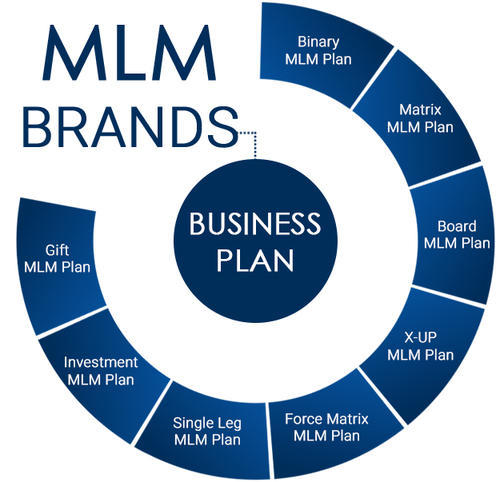 MLM
BRANDS
BUSINESS
PLAN
Binary
MLM Plan
Matrix
MLM Plan
Board
MLM Plan
X-UP
MLM Plan
Force Matrix
MLM Plan
Single Leg
MLM Plan
Investment
MLM Plan
Gift
MLM Plan